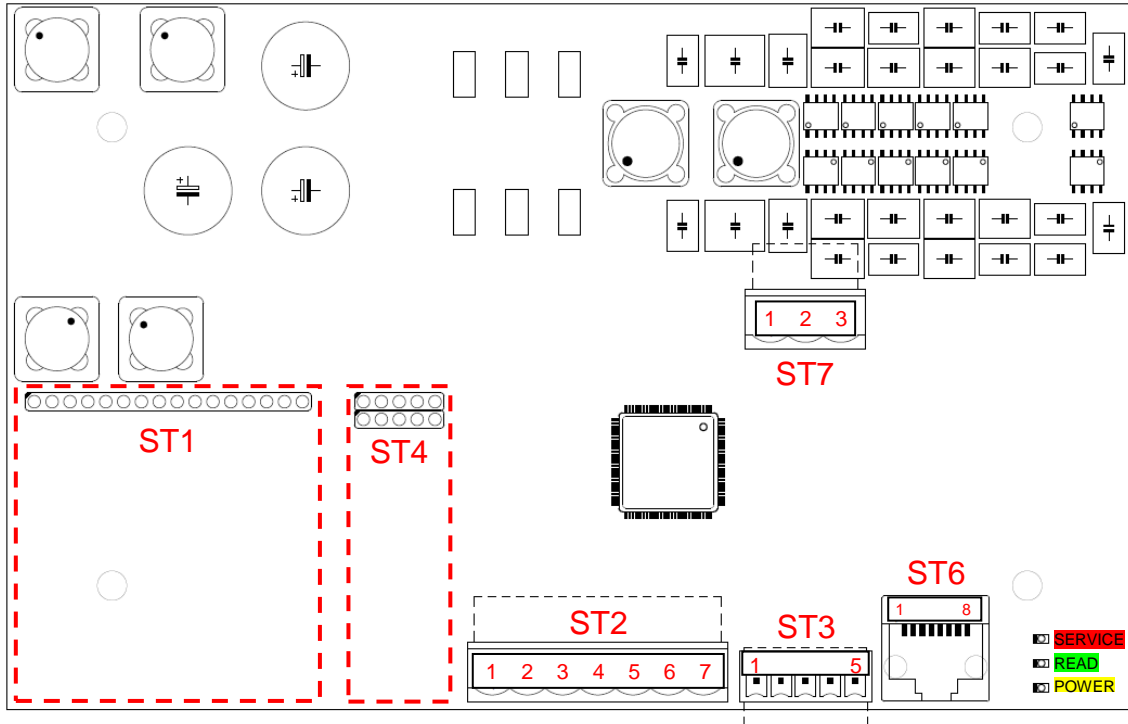 1 2 3
ST7
ST1
ST4
ST6
1 8
ST2
ST3
SERVICE
1 2 3 4 5 6 7
1 5
READ
POWER